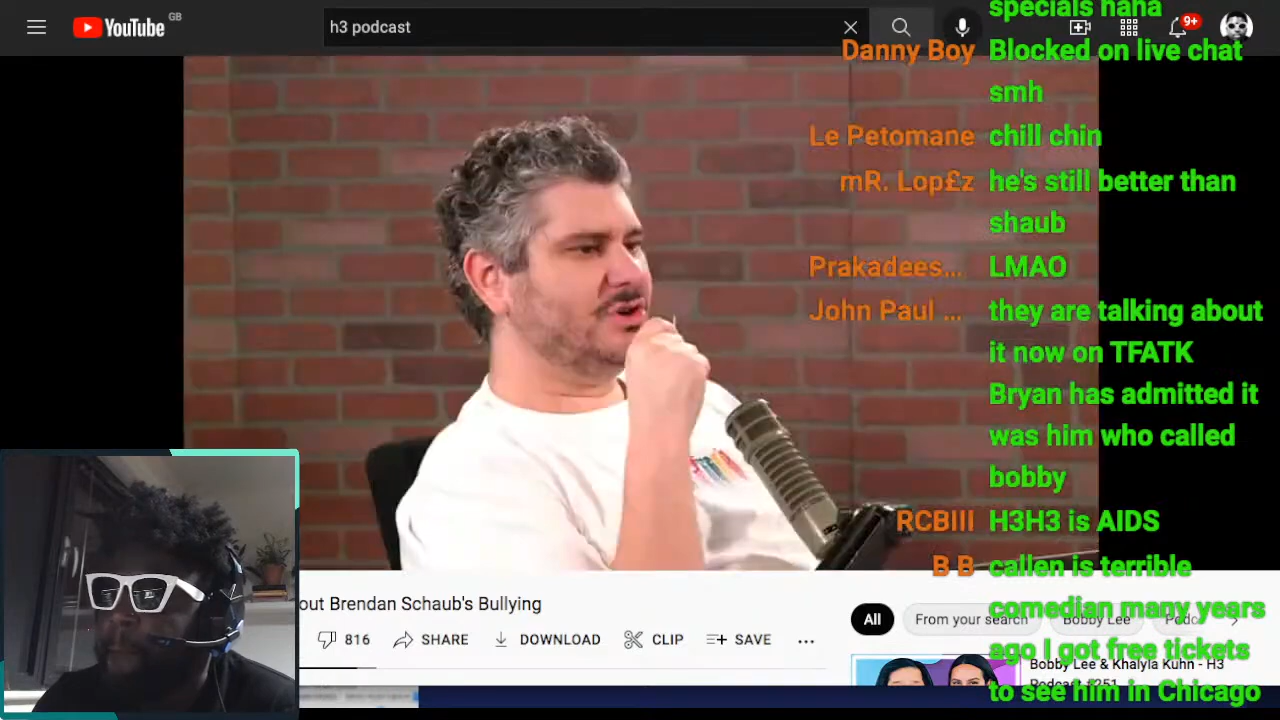 YouTube GB
h3 podcast
9+
specials haha
Danny Boy Blocked on live chat
smh
Le Petomane chill chin
mR. Lop£z he's still better than
shaub
Prakadees... LMAO
John Paul ... they are talking about
it now on TFATK
Bryan has admitted it
was him who called
bobby
RCBIII H3H3 is AIDS
B B callen is terrible
comedian many years
ago I got free tickets
to see him in Chicago
out Brendan Schaub's Bullying
816 SHARE DOWNLOAD CLIP SAVE
All From your search Bobby Lee
Bobby Lee & Khalyla Kuhn - H3